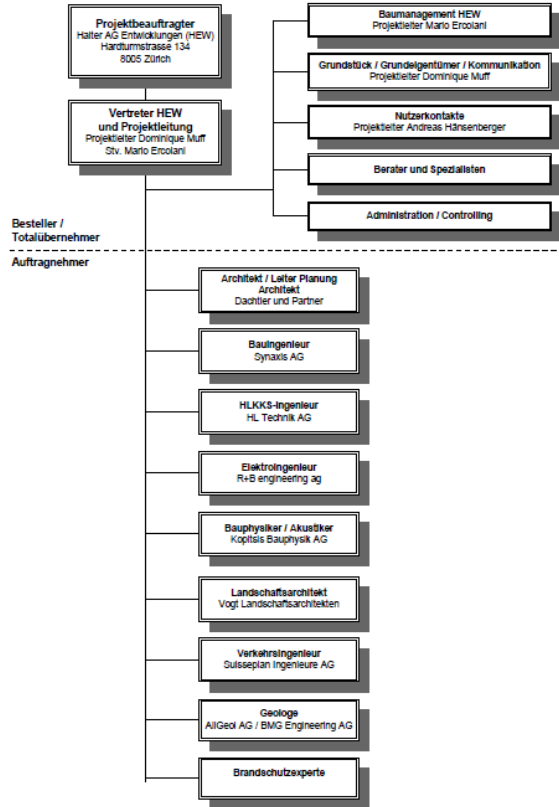 Projektbeauftragter
Halter AG Entwicklungen (HEW)
Hardturmstrasse 134
8005 Zürich
Vertreter HEW
und Projektleitung
Projektleiter Dominique Muff
Stv. Mario Ercolani
Baumanagement HEW
Projektleiter Mario Ercolani
Grundstück / Grundeigentümer / Kommunikation
Projektleiter Dominique Muff
Nutzerkontakte
Projektleiter Andreas Hänsenberger
Berater und Spezialisten
Administration / Controlling
Besteller /
Totalübernehmer
Auftragnehmer
Architekt / Leiter Planung
Architekt
Dachtler und Partner
Bauingenieur
Synaxis AG
HLKKS-Ingenieur
HL Technik AG
Elektroingenieur
R+B engineering ag
Bauphysiker / Akustiker
Kopitsis Bauphysik AG
Landschaftsarchitekt
Vogt Landschaftsarchitekten
Verkehrsingenieur
Suisseplan Ingenieure AG
Geologe
AllGeol AG / BMG Engineering AG
Brandschutzexperte